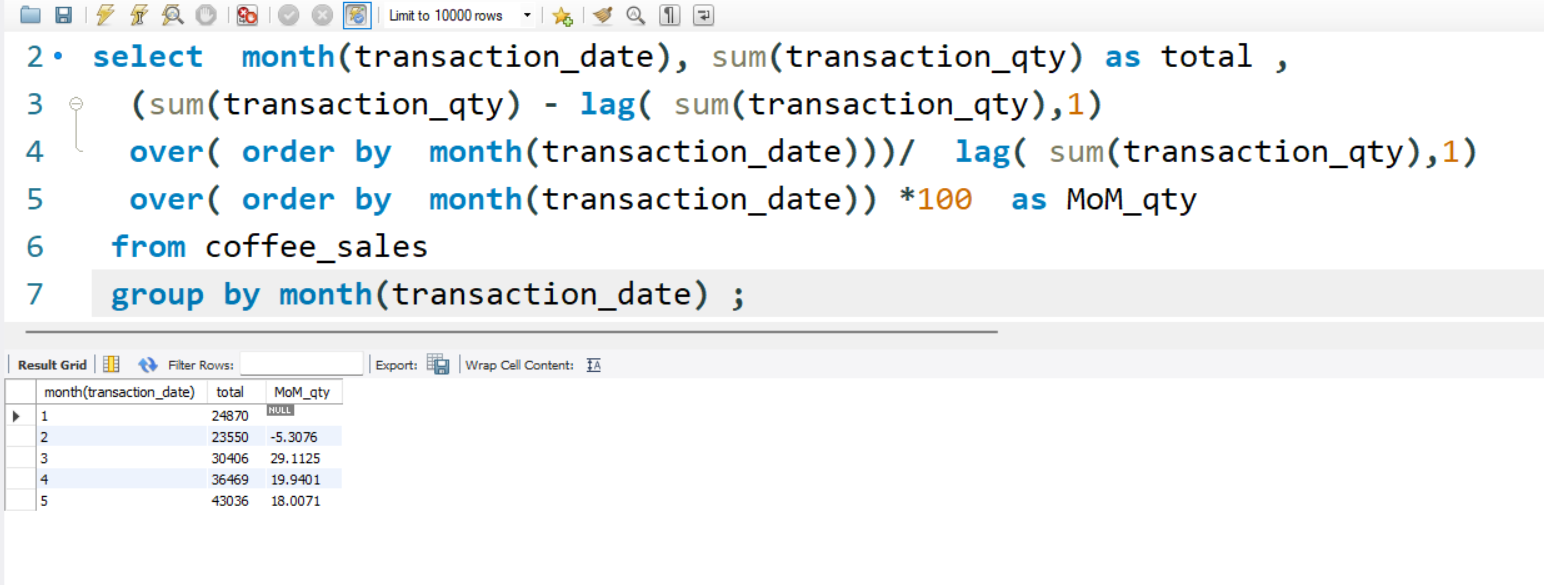 Limit to 10000 rows
2 select month(transaction_date), sum(transaction_qty) as total ,
3 (sum(transaction_qty) - lag( sum(transaction_qty),1)
4 over( order by month(transaction_date)))/ lag( sum(transaction_qty),1)
5 over( order by month(transaction_date)) *100 as MoM_qty
6 from coffee_sales
7 group by month(transaction_date) ;
Result Grid Filter Rows: Export: Wrap Cell Content: IA
month(transaction_date) total MoM_qty
1 24870 NULL
2 23550 -5.3076
3 30406 29.1125
4 36469 19.9401
5 43036 18.0071